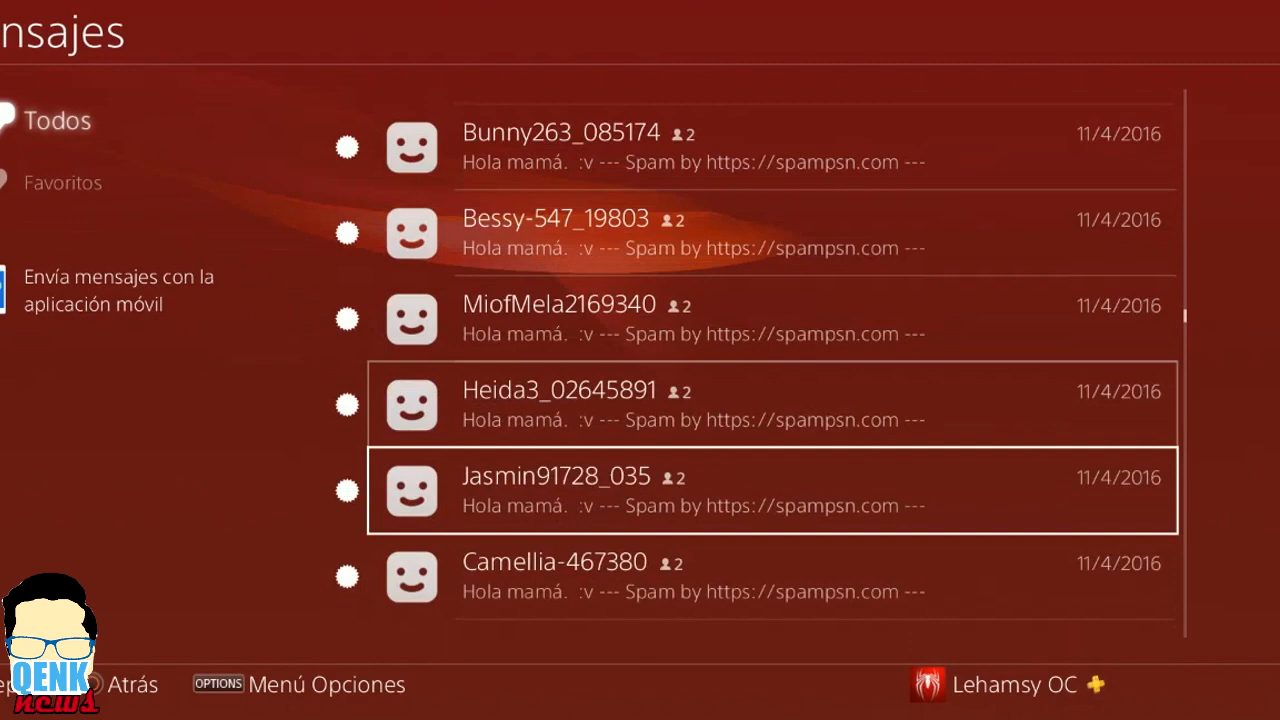 nsajes
Todos
Favoritos
Envía mensajes con la
aplicación móvil
Bunny263_085174 2 11/4/2016
Hola mamá. :v --- Spam by https://spampsn.com ---
Bessy-547_19803 2 11/4/2016
Hola mamá. :v --- Spam by https://spampsn.com ---
MiofMela2169340 2 11/4/2016
Hola mamá. :v --- Spam by https://spampsn.com ---
Heida3_02645891 2 11/4/2016
Hola mamá. :v --- Spam by https://spampsn.com ---
Jasmin91728_035 2 11/4/2016
Hola mamá. :v --- Spam by https://spampsn.com ---
Camellia-467380 2 11/4/2016
Hola mamá. :v --- Spam by https://spampsn.com ---
QENK
news
Atrás OPTIONS Menú Opciones Lehamsy OC